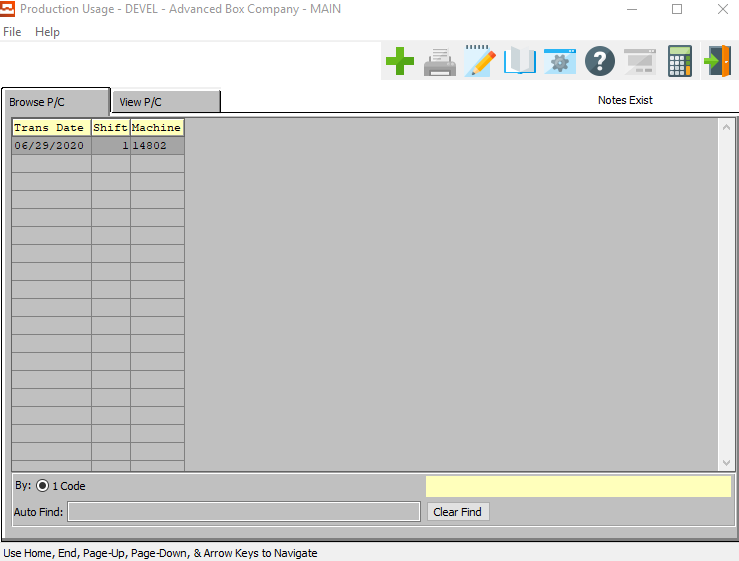 Production Usage - DEVEL - Advanced Box Company - MAIN
File Help
Browse P/C View P/C Notes Exist
Trans Date Shift Machine
06/29/2020 1 14802
By: 1 Code
Auto Find: Clear Find
Use Home, End, Page-Up, Page-Down, & Arrow Keys to Navigate